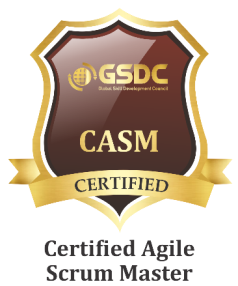 GSDC
Global Skill Development Council
CASM
CERTIFIED
Certified Agile
Scrum Master